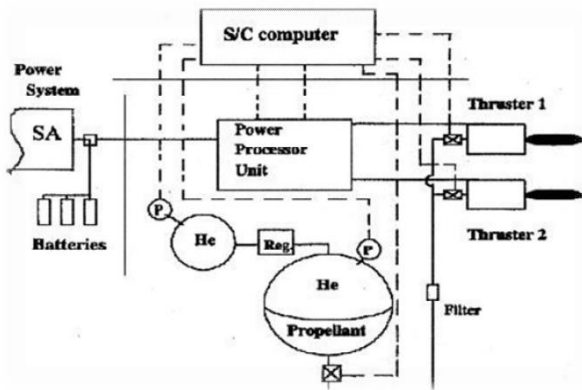 S/C computer
Power
System
SA
Batteries
Power
Processor
Unit
Thruster 1
Thruster 2
P
He
Reg.
P
He
Propellant
Filter